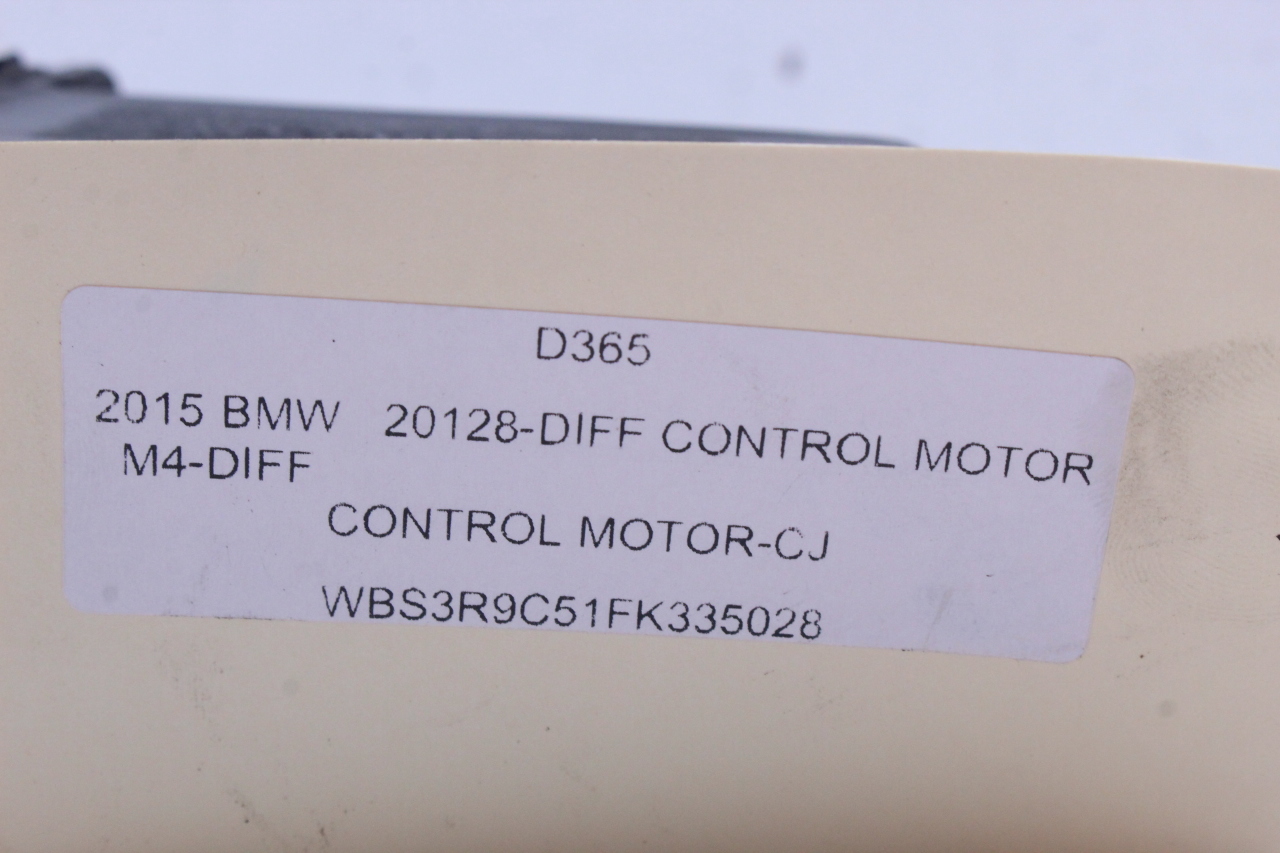 D365
2015 BMW 20128-DIFF CONTROL MOTOR
M4-DIFF
CONTROL MOTOR-CJ
WBS3R9C51FK335028